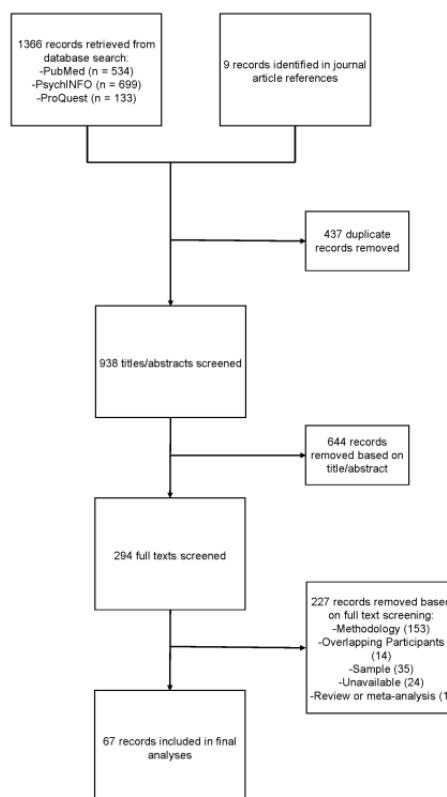 1366 records retrieved from
database search:
-PubMed (n = 534)
-PsychINFO (n = 699)
-ProQuest (n = 133)
9 records identified in journal
article references
437 duplicate
records removed
938 titles/abstracts screened
644 records
removed based on
title/abstract
294 full texts screened
227 records removed based
on full text screening:
-Methodology (153)
-Overlapping Participants
(14)
-Sample (35)
-Unavailable (24)
-Review or meta-analysis (1
67 records included in final
analyses